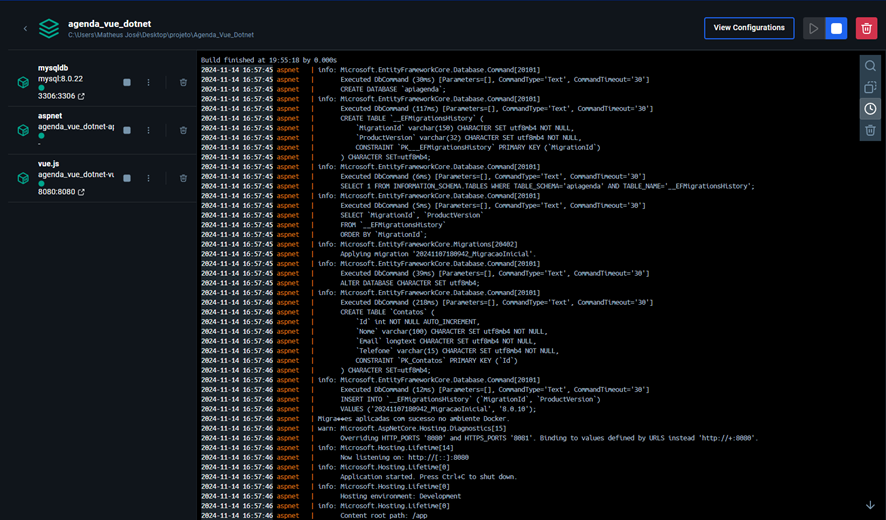 agenda_vue_dotnet
C:\Users\Matheus José\Desktop\projeto\Agenda_Vue_Dotnet
View Configurations
mysqldb
mysql:8.0.22
3306:3306
aspnet
agenda_vue_dotnet-ap
-
vue.js
agenda_vue_dotnet-vu
8080:8080
Build finished at 19:55:18 by 0.000s
2024-11-14 16:57:45 aspnet | info: Microsoft.EntityFrameworkCore.Database.Command[20101]
2024-11-14 16:57:45 aspnet | Executed DbCommand (30ms) [Parameters=[], CommandType='Text', CommandTimeout='30']
2024-11-14 16:57:45 aspnet | CREATE DATABASE `apiagenda`;
2024-11-14 16:57:45 aspnet | info: Microsoft.EntityFrameworkCore.Database.Command[20101]
2024-11-14 16:57:45 aspnet | Executed DbCommand (117ms) [Parameters=[], CommandType='Text', CommandTimeout='30']
2024-11-14 16:57:45 aspnet | CREATE TABLE `__EFMigrationsHistory` (
2024-11-14 16:57:45 aspnet | `MigrationId` varchar(150) CHARACTER SET utf8mb4 NOT NULL,
2024-11-14 16:57:45 aspnet | `ProductVersion` varchar(32) CHARACTER SET utf8mb4 NOT NULL,
2024-11-14 16:57:45 aspnet | CONSTRAINT `PK___EFMigrationsHistory` PRIMARY KEY (`MigrationId`)
2024-11-14 16:57:45 aspnet | ) CHARACTER SET=utf8mb4;
2024-11-14 16:57:45 aspnet | info: Microsoft.EntityFrameworkCore.Database.Command[20101]
2024-11-14 16:57:45 aspnet | Executed DbCommand (6ms) [Parameters=[], CommandType='Text', CommandTimeout='30']
2024-11-14 16:57:45 aspnet | SELECT 1 FROM INFORMATION_SCHEMA.TABLES WHERE TABLE_SCHEMA='apiagenda' AND TABLE_NAME='__EFMigrationsHistory';
2024-11-14 16:57:45 aspnet | info: Microsoft.EntityFrameworkCore.Database.Command[20101]
2024-11-14 16:57:45 aspnet | Executed DbCommand (5ms) [Parameters=[], CommandType='Text', CommandTimeout='30']
2024-11-14 16:57:45 aspnet | SELECT `MigrationId`, `ProductVersion`
2024-11-14 16:57:45 aspnet | FROM `__EFMigrationsHistory`
2024-11-14 16:57:45 aspnet | ORDER BY `MigrationId`;
2024-11-14 16:57:45 aspnet | info: Microsoft.EntityFrameworkCore.Migrations[20402]
2024-11-14 16:57:45 aspnet | Applying migration '20241107180942_MigracaoInicial'.
2024-11-14 16:57:45 aspnet | info: Microsoft.EntityFrameworkCore.Database.Command[20101]
2024-11-14 16:57:45 aspnet | Executed DbCommand (39ms) [Parameters=[], CommandType='Text', CommandTimeout='30']
2024-11-14 16:57:45 aspnet | ALTER DATABASE CHARACTER SET utf8mb4;
2024-11-14 16:57:46 aspnet | info: Microsoft.EntityFrameworkCore.Database.Command[20101]
2024-11-14 16:57:46 aspnet | Executed DbCommand (218ms) [Parameters=[], CommandType='Text', CommandTimeout='30']
2024-11-14 16:57:46 aspnet | CREATE TABLE `Contatos` (
2024-11-14 16:57:46 aspnet | `Id` int NOT NULL AUTO_INCREMENT,
2024-11-14 16:57:46 aspnet | `Nome` varchar(100) CHARACTER SET utf8mb4 NOT NULL,
2024-11-14 16:57:46 aspnet | `Email` longtext CHARACTER SET utf8mb4 NOT NULL,
2024-11-14 16:57:46 aspnet | `Telefone` varchar(15) CHARACTER SET utf8mb4 NOT NULL,
2024-11-14 16:57:46 aspnet | CONSTRAINT `PK_Contatos` PRIMARY KEY (`Id`)
2024-11-14 16:57:46 aspnet | ) CHARACTER SET=utf8mb4;
2024-11-14 16:57:46 aspnet | info: Microsoft.EntityFrameworkCore.Database.Command[20101]
2024-11-14 16:57:46 aspnet | Executed DbCommand (12ms) [Parameters=[], CommandType='Text', CommandTimeout='30']
2024-11-14 16:57:46 aspnet | INSERT INTO `__EFMigrationsHistory` (`MigrationId`, `ProductVersion`)
2024-11-14 16:57:46 aspnet | VALUES ('20241107180942_MigracaoInicial', '8.0.10');
2024-11-14 16:57:46 aspnet | aplicadas com sucesso no ambiente Docker.
2024-11-14 16:57:46 aspnet | warn: Microsoft.AspNetCore.Hosting.Diagnostics[15]
2024-11-14 16:57:46 aspnet | Overriding HTTP_PORTS '8080' and HTTPS_PORTS '8081'. Binding to values defined by URLS instead 'http://+:8080'.
2024-11-14 16:57:46 aspnet | info: Microsoft.Hosting.Lifetime[14]
2024-11-14 16:57:46 aspnet | Now listening on: http://[::]:8080
2024-11-14 16:57:46 aspnet | info: Microsoft.Hosting.Lifetime[0]
2024-11-14 16:57:46 aspnet | Application started. Press Ctrl+C to shut down.
2024-11-14 16:57:46 aspnet | info: Microsoft.Hosting.Lifetime[0]
2024-11-14 16:57:46 aspnet | Hosting environment: Development
2024-11-14 16:57:46 aspnet | info: Microsoft.Hosting.Lifetime[0]
2024-11-14 16:57:46 aspnet | Content root path: /app